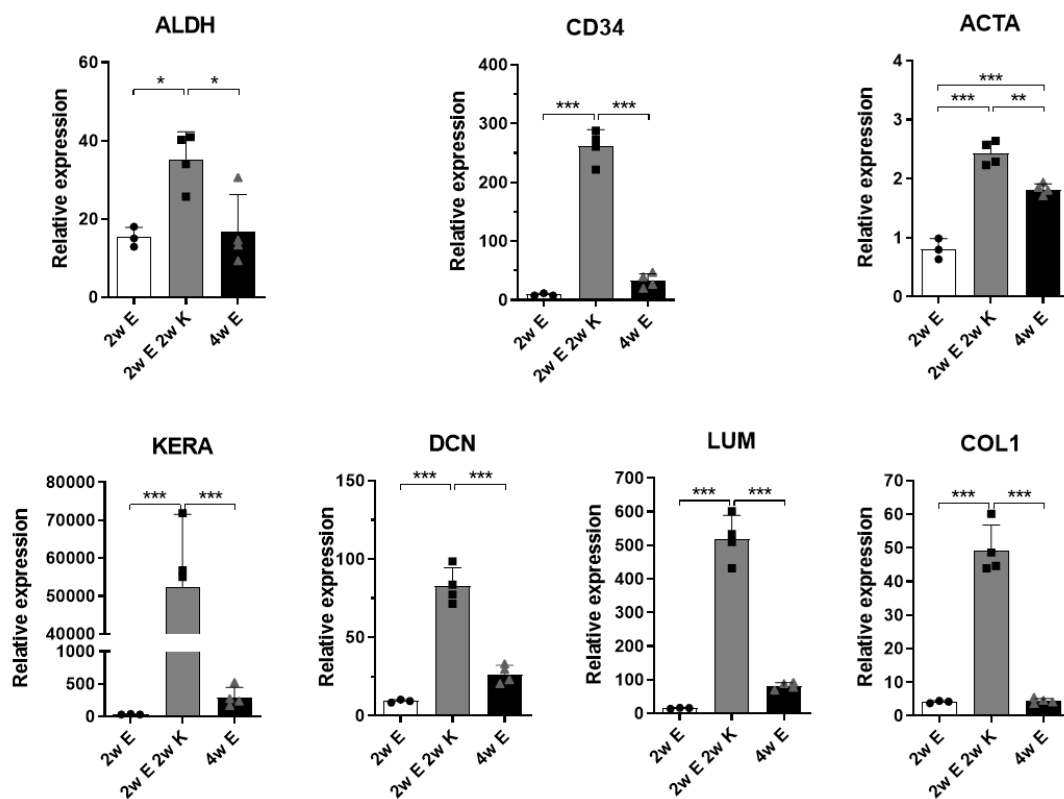 ALDH
Relative expression
60
40
20
0
* *
2w E
2w E 2w K
4w E
CD34
Relative expression
400
300
250
200
150
100
50
0
*** ***
2w E
2w E 2w K
4w E
ACTA
Relative expression
4
3
2
1
0
***
*** **
2w E
2w E 2w K
4w E
KERA
Relative expression
80000
70000
60000
50000
40000
1000
500
0
*** ***
2w E
2w E 2w K
4w E
DCN
Relative expression
150
100
50
0
*** ***
2w E
2w E 2w K
4w E
LUM
Relative expression
700
600
500
400
300
200
100
0
*** ***
2w E
2w E 2w K
4w E
COL1
Relative expression
70
60
50
40
30
20
10
0
*** ***
2w E
2w E 2w K
4w E